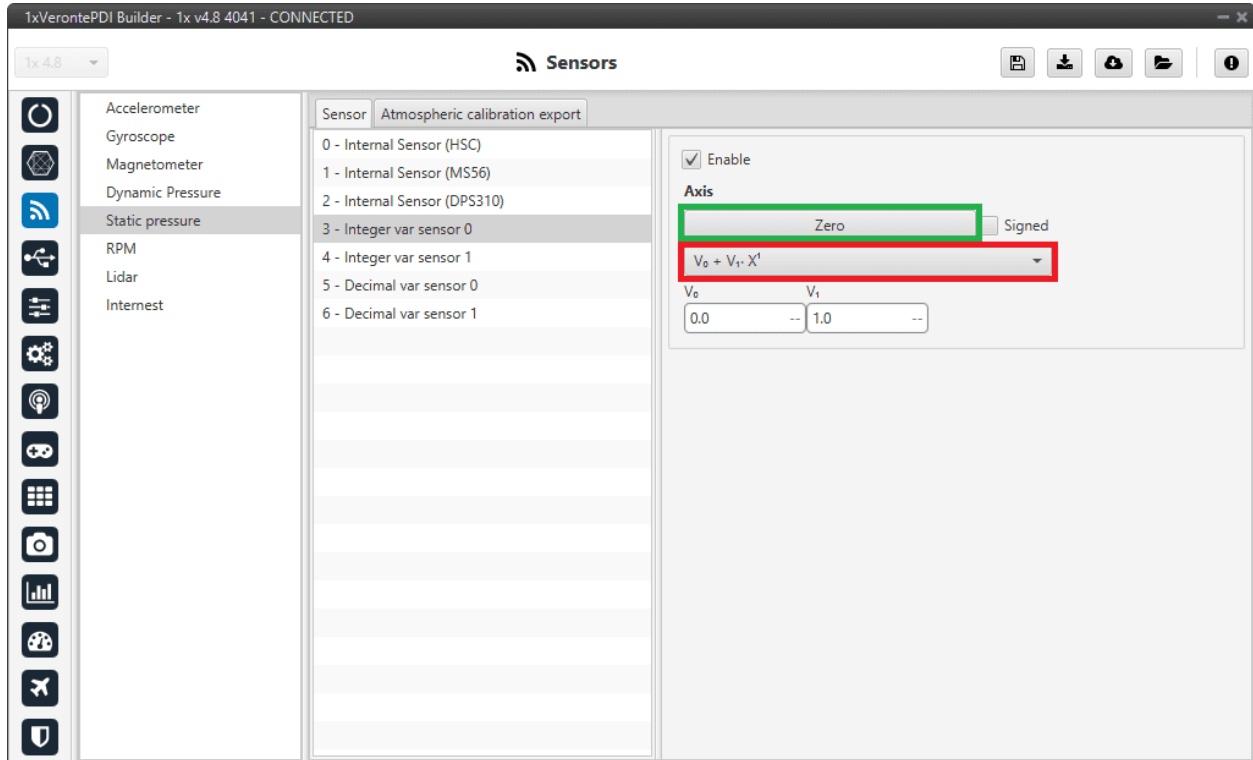 1xVerontePDI Builder - 1x v4.8 4041 - CONNECTED
1x 4.8
Sensors
Accelerometer
Gyroscope
Magnetometer
Dynamic Pressure
Static pressure
RPM
Lidar
Internest
Sensor
Atmospheric calibration export
0 - Internal Sensor (HSC)
1 - Internal Sensor (MS56)
2 - Internal Sensor (DPS310)
3 - Integer var sensor 0
4 - Integer var sensor 1
5 - Decimal var sensor 0
6 - Decimal var sensor 1
Enable
Axis
Zero
Signed
V₀ + V₁· X¹
V₀ V₁
0.0 -- 1.0 --